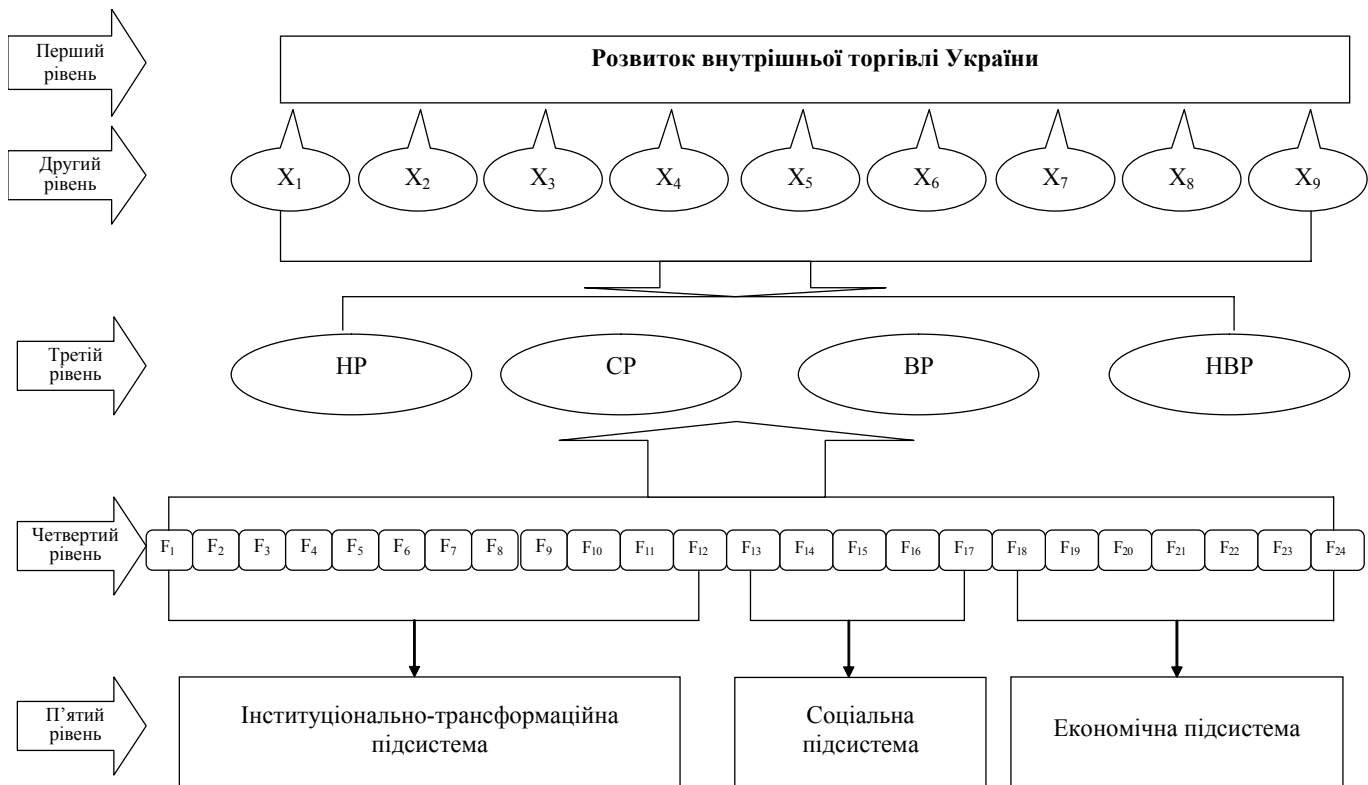 Перший
рівень
Розвиток внутрішньої торгівлі України
Другий
рівень
X1 X2 X3 X4 X5 X6 X7 X8 X9
Третій
рівень
НР СР ВР НВР
Четвертий
рівень
F1 F2 F3 F4 F5 F6 F7 F8 F9 F10 F11 F12 F13 F14 F15 F16 F17 F18 F19 F20 F21 F22 F23 F24
П’ятий
рівень
Інституціонально-трансформаційна
підсистема
Соціальна
підсистема
Економічна підсистема